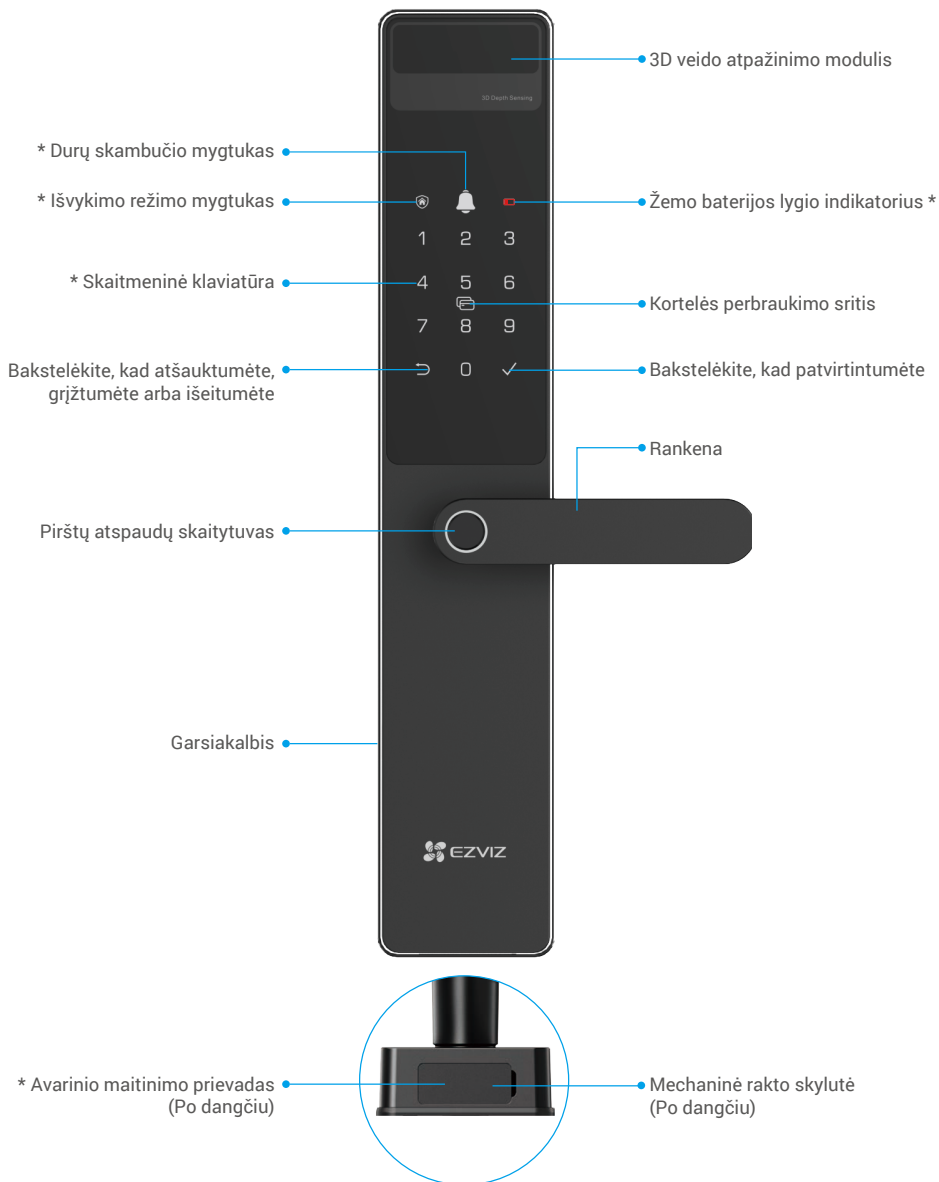 3D veido atpažinimo modulis
3D Depth Sensing
* Durų skambučio mygtukas
* Išvykimo režimo mygtukas
Žemo baterijos lygio indikatorius *
1 2 3
* Skaitmeninė klaviatūra
4 5 6
Kortelės perbraukimo sritis
7 8 9
Bakstelėkite, kad atšauktumėte,
grįžtumėte arba išeitumėte
0
Bakstelėkite, kad patvirtintumėte
Rankena
Pirštų atspaudų skaitytuvas
Garsiakalbis
EZVIZ
* Avarinio maitinimo prievadas
(Po dangčiu)
Mechaninė rakto skylutė
(Po dangčiu)